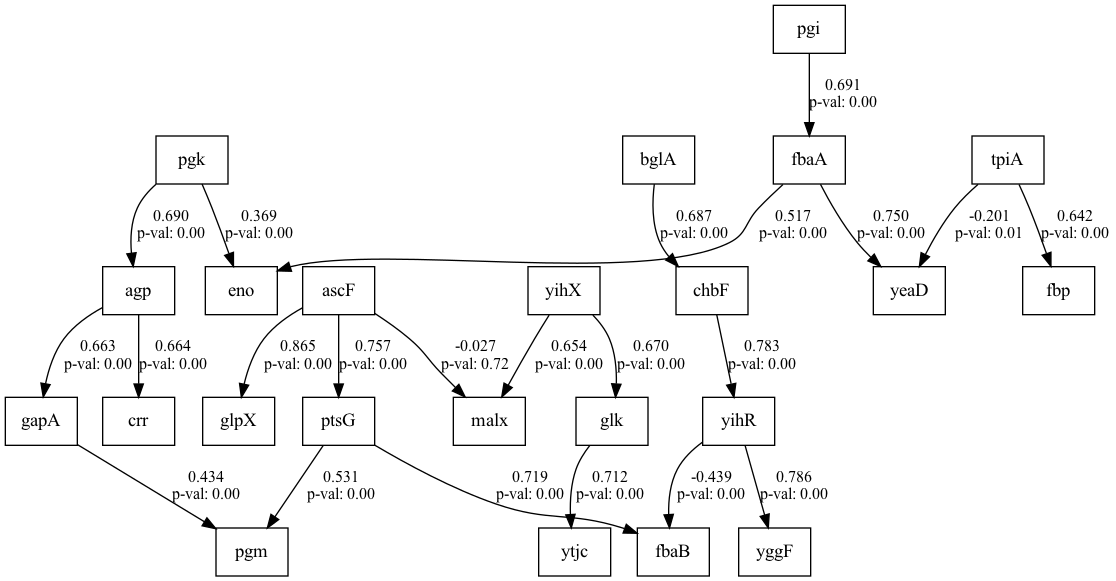 pgi
0.691
p-val: 0.00
pgk
bglA
fbaA
tpiA
0.690
p-val: 0.00
0.369
p-val: 0.00
0.687
p-val: 0.00
0.517
p-val: 0.00
0.750
p-val: 0.00
-0.201
p-val: 0.01
0.642
p-val: 0.00
agp
eno
ascF
yihX
chbF
yeaD
fbp
0.663
p-val: 0.00
0.664
p-val: 0.00
0.865
p-val: 0.00
0.757
p-val: 0.00
-0.027
p-val: 0.72
0.654
p-val: 0.00
0.670
p-val: 0.00
0.783
p-val: 0.00
gapA
crr
glpX
ptsG
malx
glk
yihR
0.434
p-val: 0.00
0.531
p-val: 0.00
0.719
p-val: 0.00
0.712
p-val: 0.00
-0.439
p-val: 0.00
0.786
p-val: 0.00
pgm
ytjc
fbaB
yggF